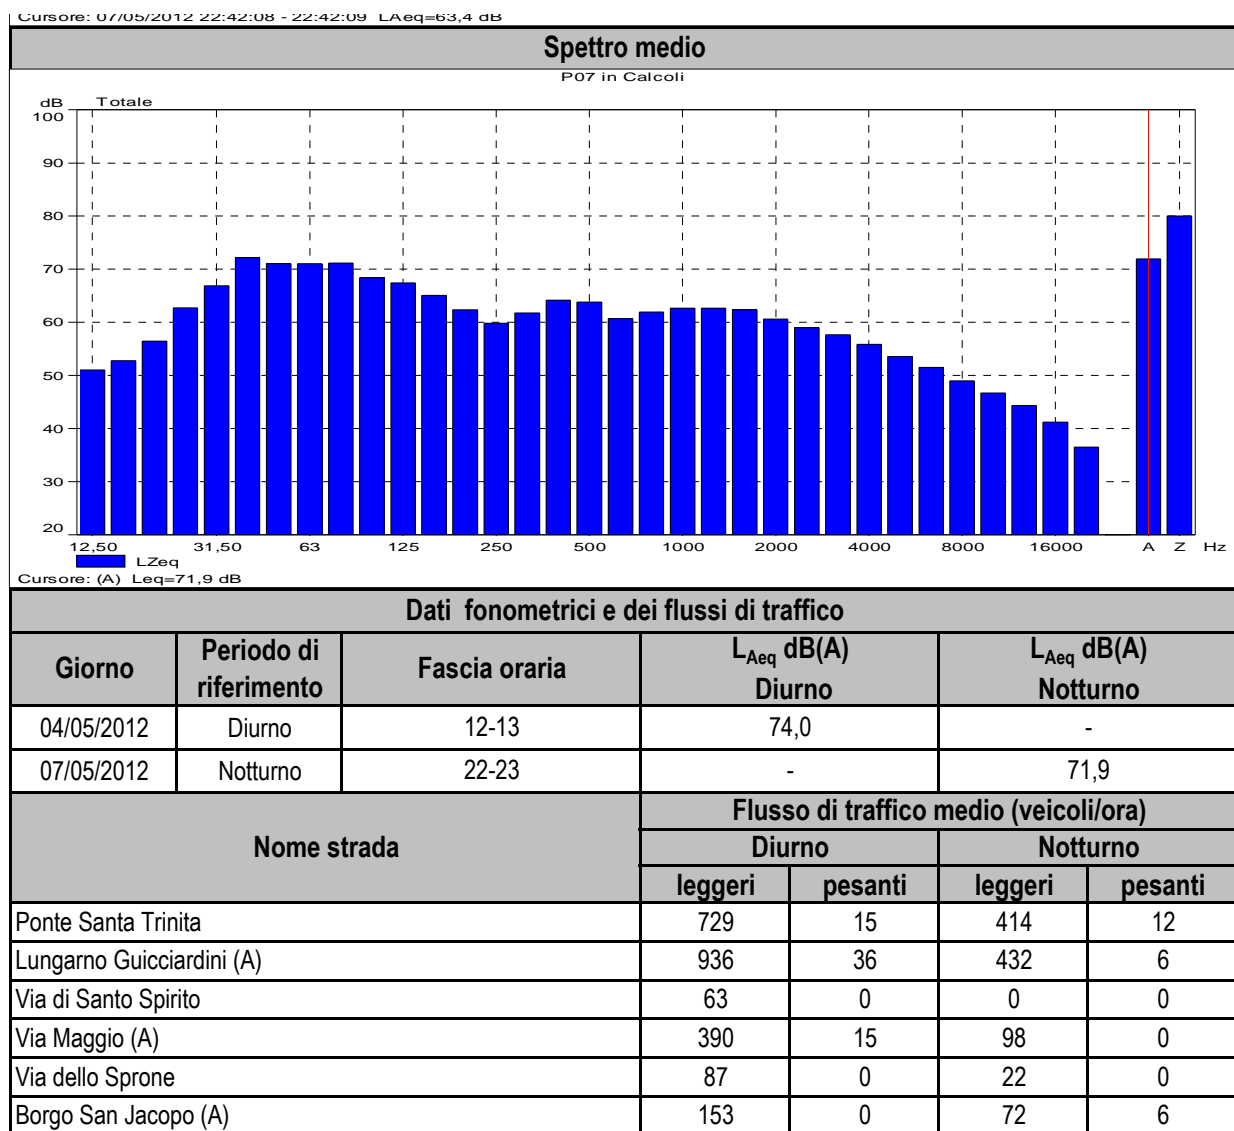 Cursore: 07/05/2012 22:42:08 - 22:42:09 LAeq=63,4 dB
Spettro medio
P07 in Calcoli
dB Totale
100
90
80
70
60
50
40
30
20
12,50 31,50 63 125 250 500 1000 2000 4000 8000 16000 A Z Hz
LZeq
Cursore: (A) Leq=71,9 dB
Dati fonometrici e dei flussi di traffico
Giorno Periodo di riferimento Fascia oraria LAeq dB(A) Diurno LAeq dB(A) Notturno
04/05/2012 Diurno 12-13 74,0 -
07/05/2012 Notturno 22-23 - 71,9
Nome strada Flusso di traffico medio (veicoli/ora)
Diurno Notturno
leggeri pesanti leggeri pesanti
Ponte Santa Trinita 729 15 414 12
Lungarno Guicciardini (A) 936 36 432 6
Via di Santo Spirito 63 0 0 0
Via Maggio (A) 390 15 98 0
Via dello Sprone 87 0 22 0
Borgo San Jacopo (A) 153 0 72 6